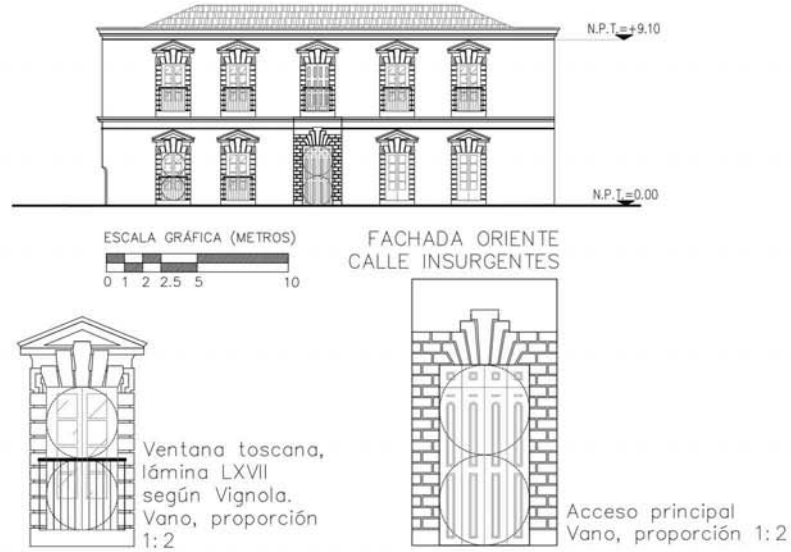 N.P.T.=+9.10
N.P.T.=0.00
ESCALA GRÁFICA (METROS)
0 1 2 2.5 5 10
FACHADA ORIENTE
CALLE INSURGENTES
Ventana toscana,
lámina LXVII
según Vignola.
Vano, proporción
1:2
Acceso principal
Vano, proporción 1:2